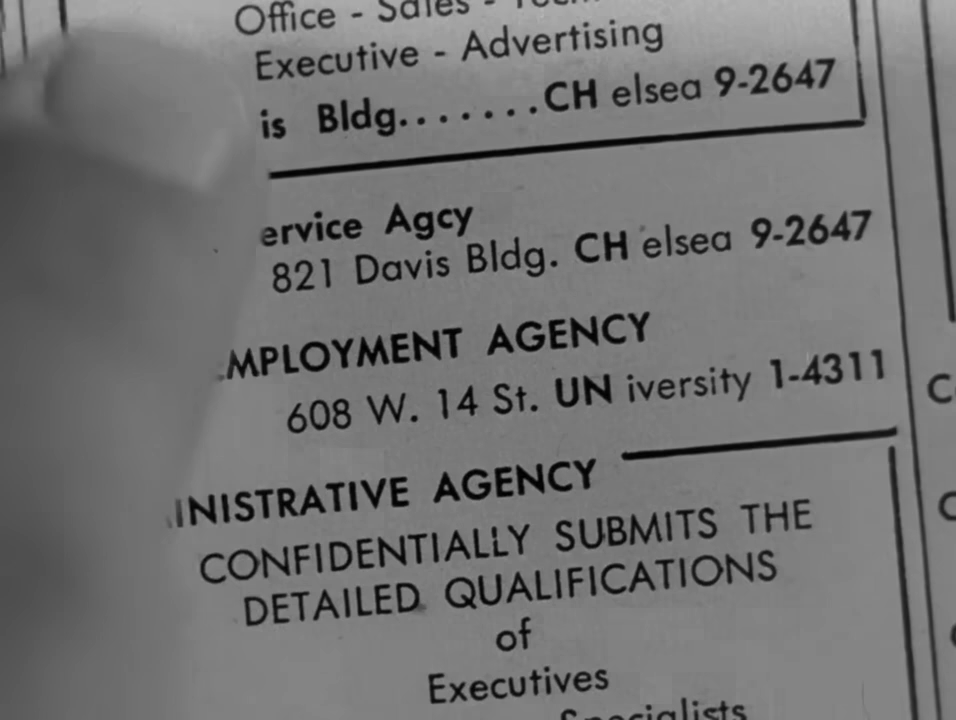 Office - Sales -
Executive - Advertising
is Bldg.......CH elsea 9-2647
ervice Agcy
821 Davis Bldg. CH elsea 9-2647
MPLOYMENT AGENCY
608 W. 14 St. UN iversity 1-4311
INISTRATIVE AGENCY
CONFIDENTIALLY SUBMITS THE
DETAILED QUALIFICATIONS
of
Executives